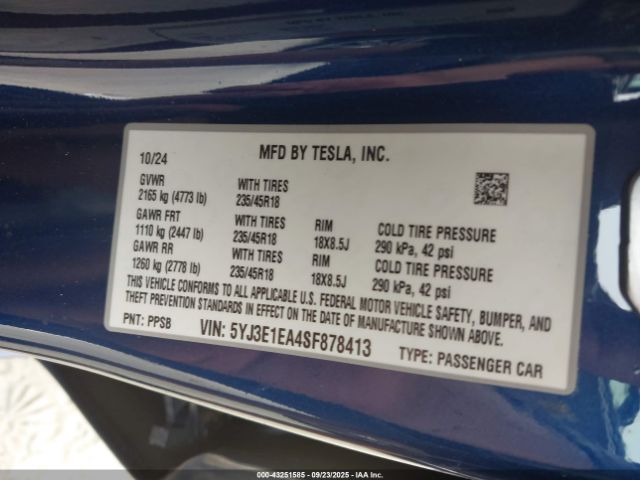 MFD BY TESLA, INC.
10/24
GVWR WITH TIRES
2165 kg (4773 lb) 235/45R18
GAWR FRT WITH TIRES RIM COLD TIRE PRESSURE
1110 kg (2447 lb) 235/45R18 18X8.5J 290 kPa, 42 psi
GAWR RR WITH TIRES RIM COLD TIRE PRESSURE
1260 kg (2778 lb) 235/45R18 18X8.5J 290 kPa, 42 psi
THIS VEHICLE CONFORMS TO ALL APPLICABLE U.S. FEDERAL MOTOR VEHICLE SAFETY, BUMPER, AND
THEFT PREVENTION STANDARDS IN EFFECT ON THE DATE OF MANUFACTURE SHOWN ABOVE.
PNT: PPSB VIN: 5YJ3E1EA4SF878413 TYPE: PASSENGER CAR
000-43251585 - 09/23/2025 - IAA Inc.